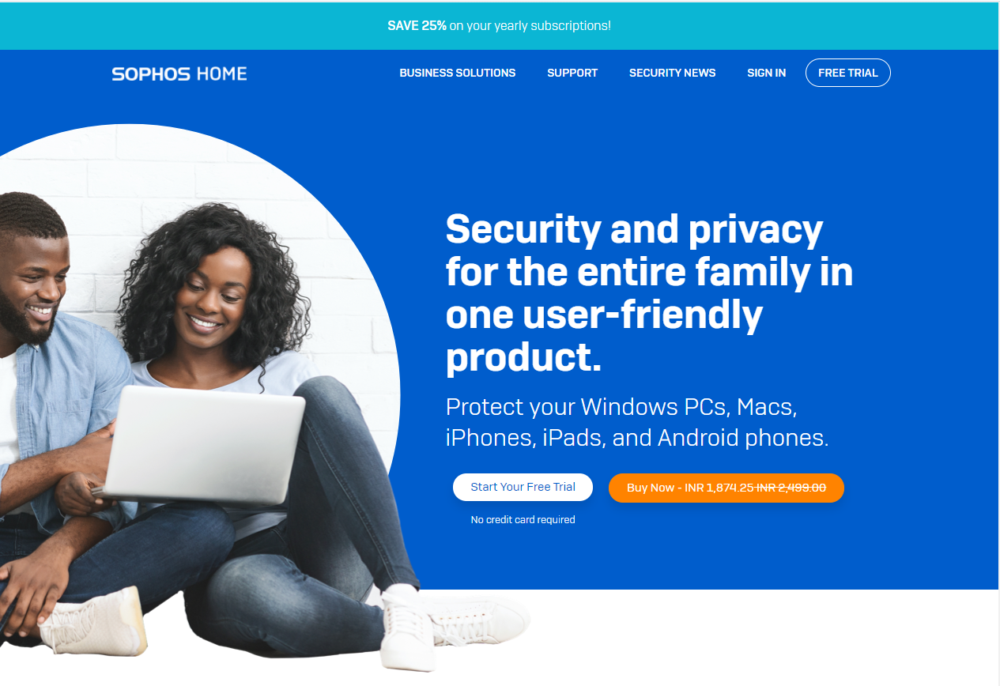 SAVE 25% on your yearly subscriptions!
SOPHOS HOME
BUSINESS SOLUTIONS
SUPPORT
SECURITY NEWS
SIGN IN
FREE TRIAL
Security and privacy
for the entire family in
one user-friendly
product.
Protect your Windows PCs, Macs,
iPhones, iPads, and Android phones.
Start Your Free Trial
Buy Now - INR 1,874.25 INR 2,499.00
No credit card required